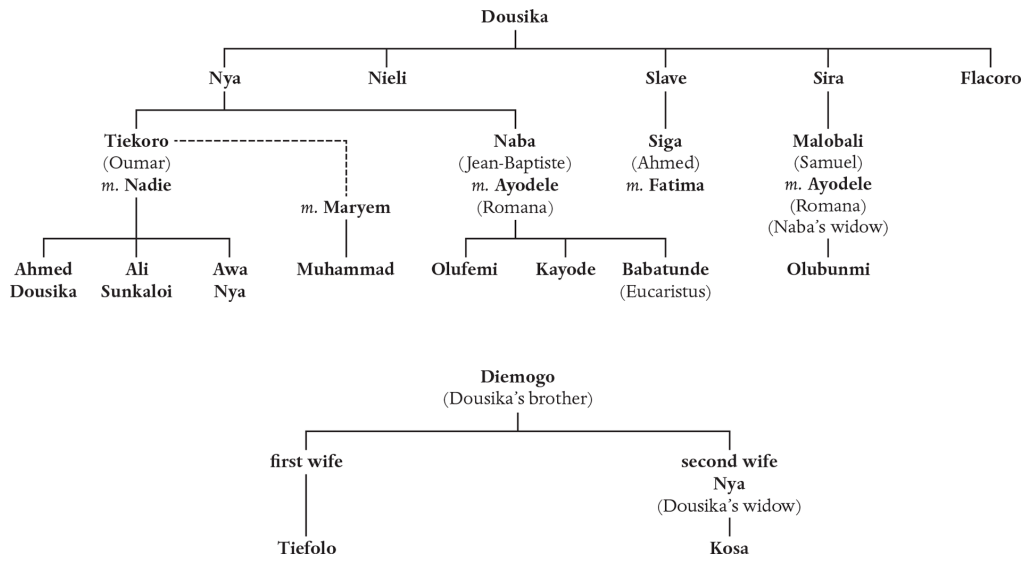 Dousika
Nya Nieli Slave Sira Flacoro
Tiekoro Naba Siga Malobali
(Oumar) (Jean-Baptiste) (Ahmed) (Samuel)
m. Nadie m. Ayodele m. Fatima m. Ayodele
m. Maryem (Romana) (Romana)
(Naba’s widow)
Ahmed Ali Awa Muhammad Olufemi Kayode Babatunde Olubunmi
Dousika Sunkaloi Nya (Eucaristus)
Diemogo
(Dousika’s brother)
first wife second wife
Nya
(Dousika’s widow)
Tiefolo Kosa